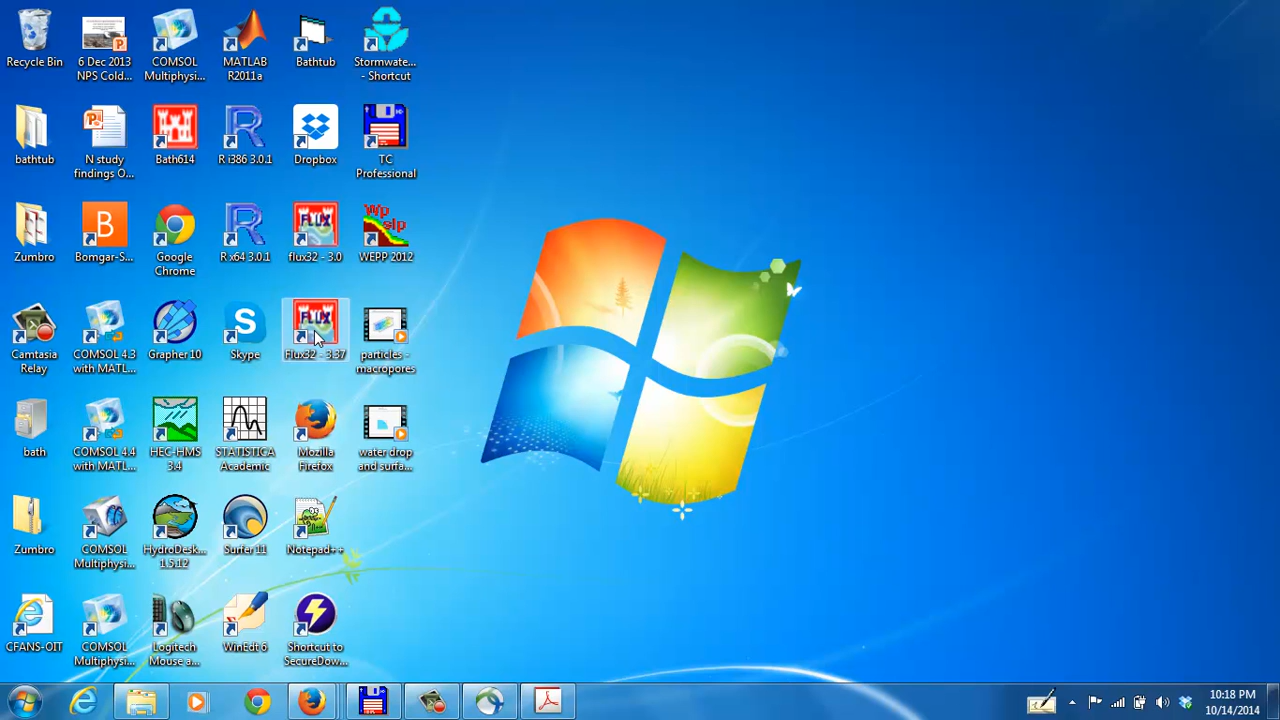 Recycle Bin
6 Dec 2013
NPS Cold...
COMSOL
Multiphysi...
MATLAB
R2011a
Bathtub
Stormwate...
- Shortcut
bathtub
N study
findings O...
Bath614
R i386 3.0.1
Dropbox
TC
Professional
Zumbro
B
Bomgar-S...
Google
Chrome
R x64 3.0.1
FLUX
flux32 - 3.0
Wp
slp
WEPP 2012
Camtasia
Relay
COMSOL 4.3
with MATL...
Grapher 10
S
Skype
FLUX
Flux32 - 3.37
particles -
macropores
bath
COMSOL 4.4
with MATL...
HEC-HMS
3.4
STATISTICA
Academic
Mozilla
Firefox
water drop
and surfa...
Zumbro
COMSOL
Multiphysi...
HydroDesk...
1.5.12
Surfer 11
Notepad++
CFANS-OIT
COMSOL
Multiphysi...
Logitech
Mouse a...
WinEdt 6
Shortcut to
SecureDow...
10:18 PM
10/14/2014